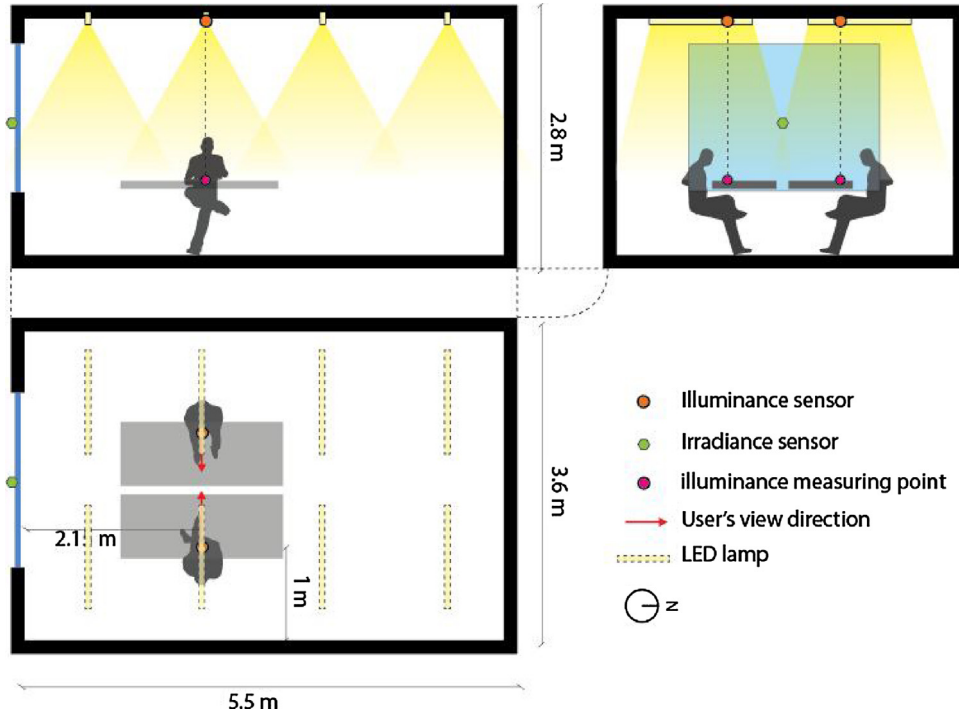 2.8 m
3.6 m
m
1 m
5.5 m
Illuminance sensor
Irradiance sensor
illuminance measuring point
User's view direction
LED lamp
N